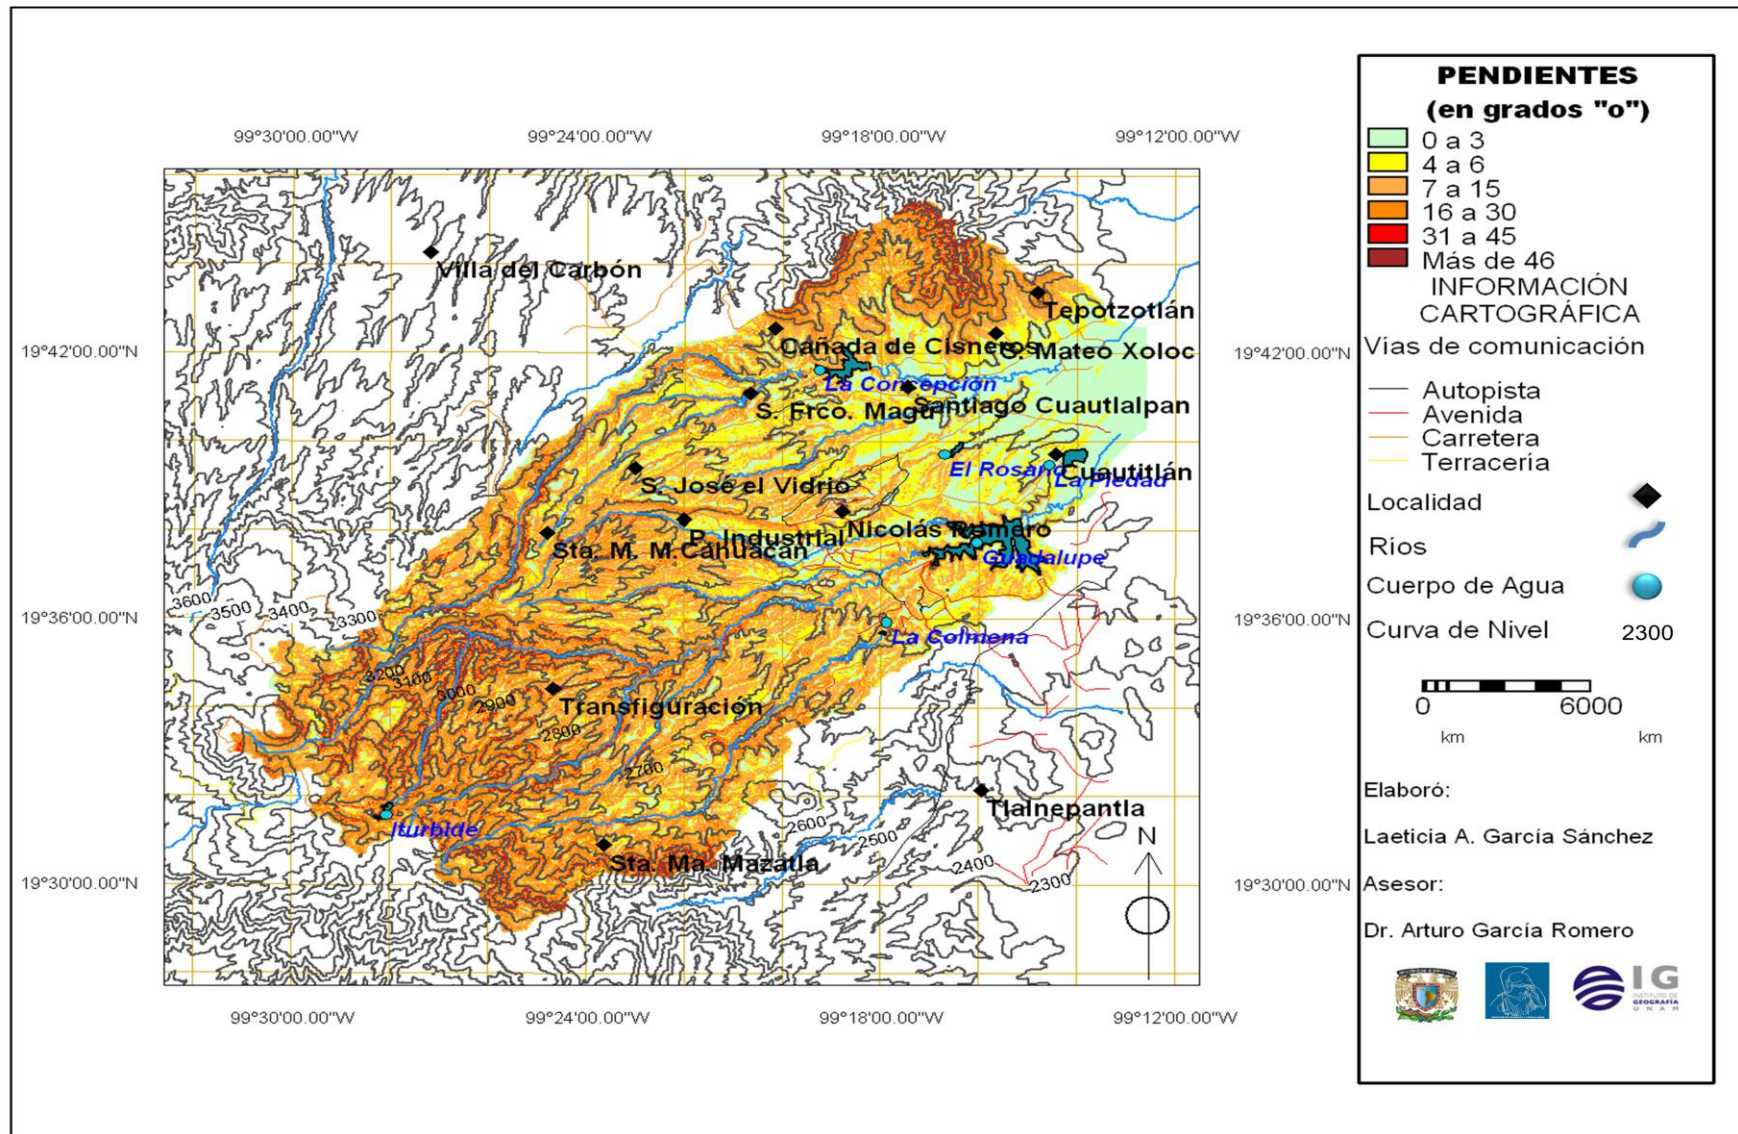 99°30'00.00"W 99°24'00.00"W 99°18'00.00"W 99°12'00.00"W
Villa del Carbón
Tepotzotlán
19°42'00.00"N
Cañada de Cisneros
S. Mateo Xoloc
19°42'00.00"N
La Concepción
S. Frco. Magú
Santiago Cuautlalpan
El Rosario
Cuautitlán
La Piedad
S. José el Vidrio
Nicolás Romero
P. Industrial
Sta. M. M.Cahuacán
Guadalupe
3600
3500
3400
3300
19°36'00.00"N
19°36'00.00"N
La Colmena
3200
3100
3000
2900
Transfiguración
2800
2700
Tlalnepantla
Iturbide
2600
2500
2400
2300
Sta. Ma. Mazatla
N
19°30'00.00"N
19°30'00.00"N
99°30'00.00"W 99°24'00.00"W 99°18'00.00"W 99°12'00.00"W
PENDIENTES
(en grados "o")
0 a 3
4 a 6
7 a 15
16 a 30
31 a 45
Más de 46
INFORMACIÓN
CARTOGRÁFICA
Vías de comunicación
Autopista
Avenida
Carretera
Terracería
Localidad
Ríos
Cuerpo de Agua
Curva de Nivel 2300
0 6000
km km
Elaboró:
Laeticia A. García Sánchez
Asesor:
Dr. Arturo García Romero
IG
INSTITUTO DE
GEOGRAFÍA
UNAM